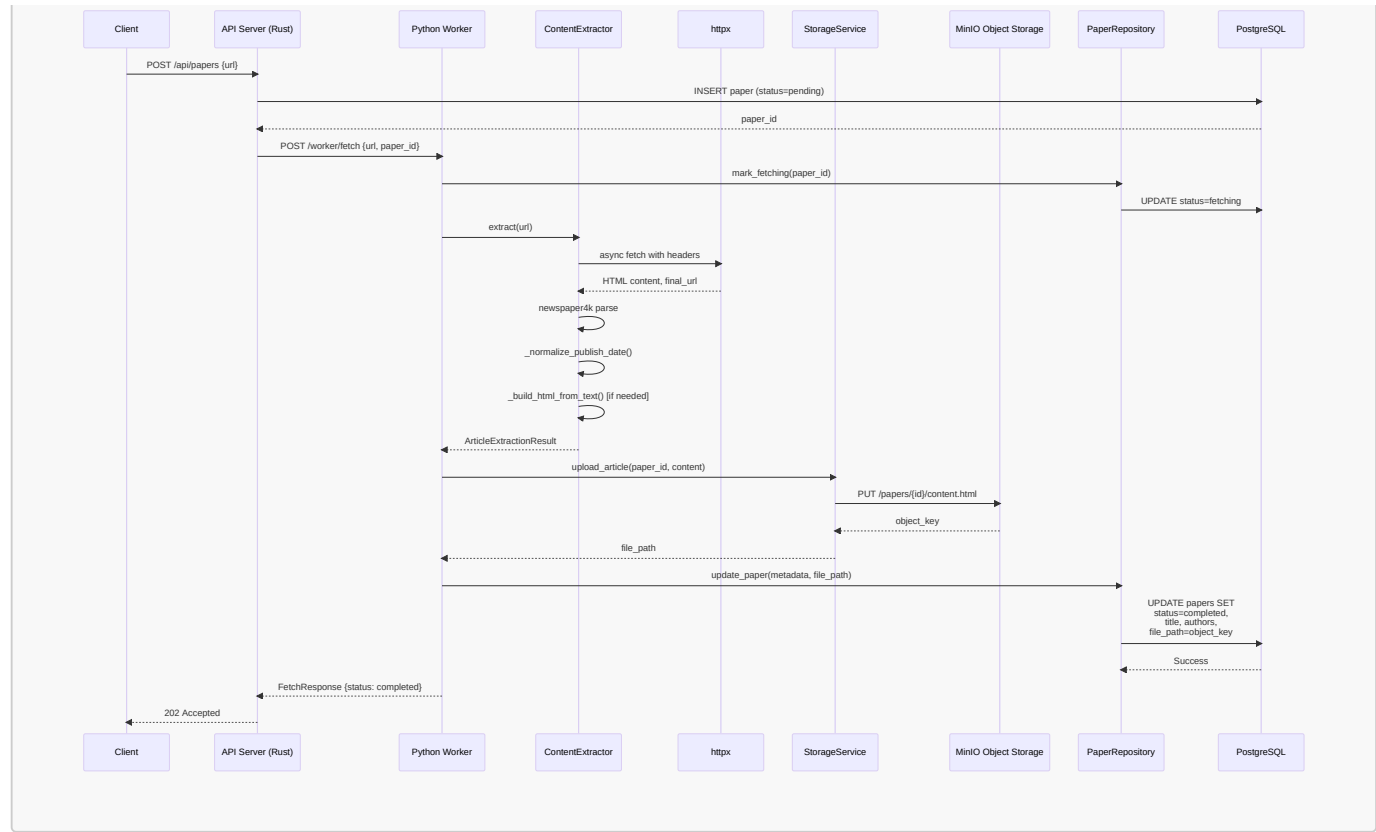 Client
API Server (Rust)
Python Worker
ContentExtractor
httpx
StorageService
MinIO Object Storage
PaperRepository
PostgreSQL
POST /api/papers {url}
INSERT paper (status=pending)
paper_id
POST /worker/fetch {url, paper_id}
mark_fetching(paper_id)
UPDATE status=fetching
extract(url)
async fetch with headers
HTML content, final_url
newspaper4k parse
_normalize_publish_date()
_build_html_from_text() [if needed]
ArticleExtractionResult
upload_article(paper_id, content)
PUT /papers/{id}/content.html
object_key
file_path
update_paper(metadata, file_path)
UPDATE papers SET
status=completed,
title, authors,
file_path=object_key
Success
FetchResponse {status: completed}
202 Accepted
Client
API Server (Rust)
Python Worker
ContentExtractor
httpx
StorageService
MinIO Object Storage
PaperRepository
PostgreSQL